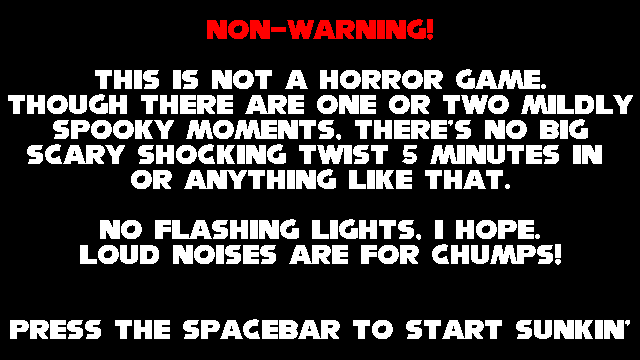 NON-WARNING!
THIS IS NOT A HORROR GAME.
THOUGH THERE ARE ONE OR TWO MILDLY
SPOOKY MOMENTS, THERE'S NO BIG
SCARY SHOCKING TWIST 5 MINUTES IN
OR ANYTHING LIKE THAT.
NO FLASHING LIGHTS, I HOPE.
LOUD NOISES ARE FOR CHUMPS!
PRESS THE SPACEBAR TO START SUNKIN'